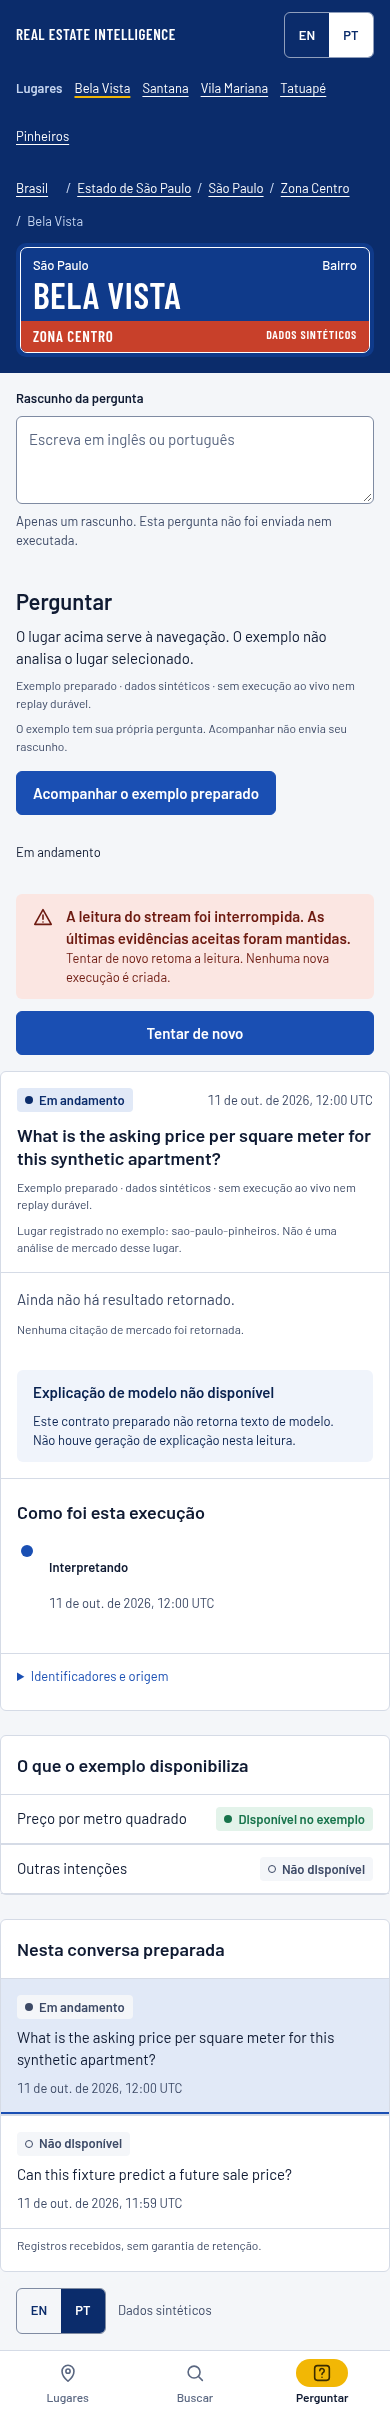 REAL ESTATE INTELLIGENCE
EN PT
Lugares Bela Vista Santana Vila Mariana Tatuapé
Pinheiros
Brasil / Estado de São Paulo / São Paulo / Zona Centro
/ Bela Vista
São Paulo Bairro
BELA VISTA
ZONA CENTRO DADOS SINTÉTICOS
Rascunho da pergunta
Escreva em inglês ou português
Apenas um rascunho. Esta pergunta não foi enviada nem
executada.
Perguntar
O lugar acima serve à navegação. O exemplo não
analisa o lugar selecionado.
Exemplo preparado · dados sintéticos · sem execução ao vivo nem
replay durável.
O exemplo tem sua própria pergunta. Acompanhar não envia seu
rascunho.
Acompanhar o exemplo preparado
Em andamento
A leitura do stream foi interrompida. As
últimas evidências aceitas foram mantidas.
Tentar de novo retoma a leitura. Nenhuma nova
execução é criada.
Tentar de novo
Em andamento 11 de out. de 2026, 12:00 UTC
What is the asking price per square meter for
this synthetic apartment?
Exemplo preparado · dados sintéticos · sem execução ao vivo nem
replay durável.
Lugar registrado no exemplo: sao-paulo-pinheiros. Não é uma
análise de mercado desse lugar.
Ainda não há resultado retornado.
Nenhuma citação de mercado foi retornada.
Explicação de modelo não disponível
Este contrato preparado não retorna texto de modelo.
Não houve geração de explicação nesta leitura.
Como foi esta execução
Interpretando
11 de out. de 2026, 12:00 UTC
Identificadores e origem
O que o exemplo disponibiliza
Preço por metro quadrado Disponível no exemplo
Outras intenções Não disponível
Nesta conversa preparada
Em andamento
What is the asking price per square meter for this
synthetic apartment?
11 de out. de 2026, 12:00 UTC
Não disponível
Can this fixture predict a future sale price?
11 de out. de 2026, 11:59 UTC
Registros recebidos, sem garantia de retenção.
EN PT Dados sintéticos
Lugares Buscar Perguntar